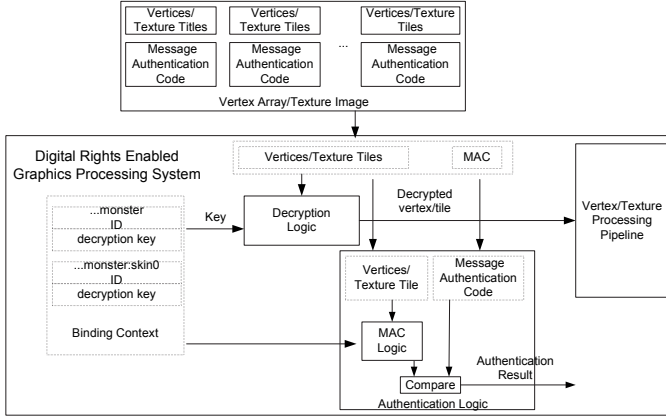 Vertices/
Texture Titles
Vertices/
Texture Titles
Vertices/Texture
Tiles
...
Message
Authentication
Code
Message
Authentication
Code
Message
Authentication
Code
Vertex Array/Texture Image
Digital Rights Enabled
Graphics Processing System
Vertices/Texture Tiles
MAC
...monster
ID
decryption key
...monster:skin0
ID
decryption key
Binding Context
Key
Decryption
Logic
Decrypted
vertex/tile
Vertex/Texture
Processing
Pipeline
Vertices/
Texture Tile
Message
Authentication
Code
MAC
Logic
Compare
Authentication
Result
Authentication Logic